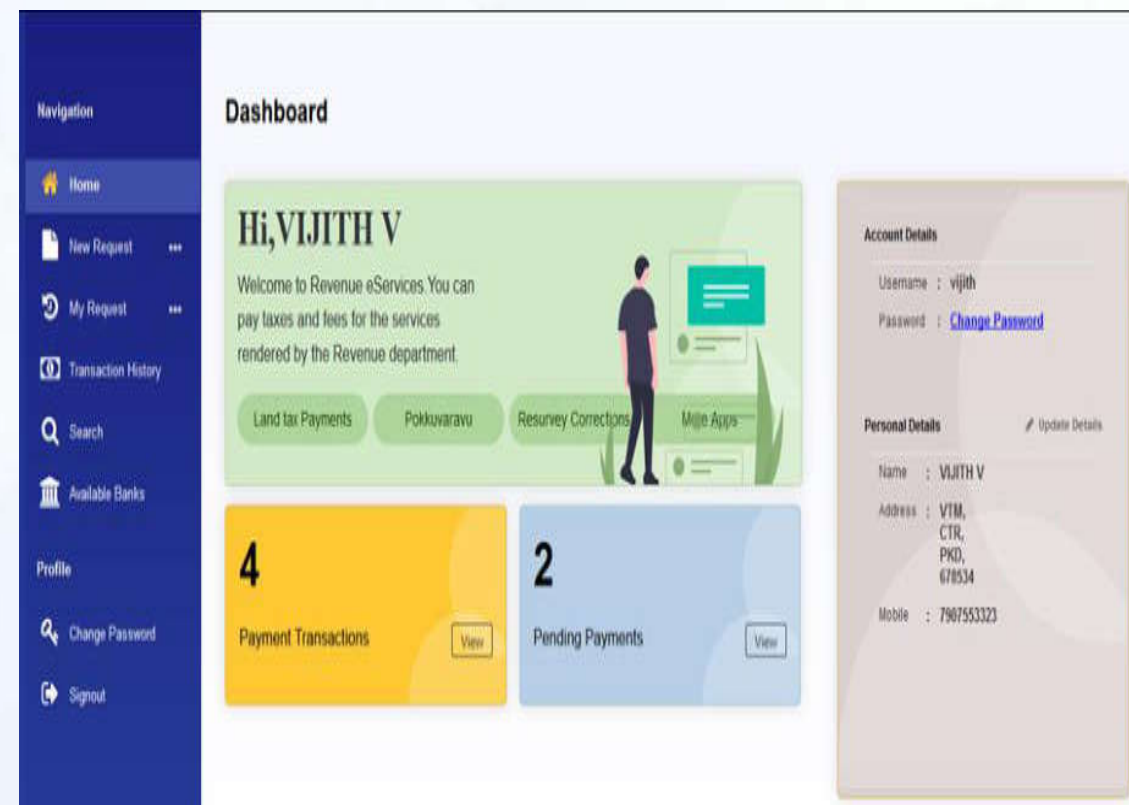 Navigation
Home
New Request •••
My Request •••
Transaction History
Search
Available Banks
Profile
Change Password
Signout
Dashboard
Hi,VIJITH V
Welcome to Revenue eServices.You can
pay taxes and fees for the services
rendered by the Revenue department.
Land tax Payments
Pokkuvaravu
Resurvey Corrections
More Apps
4
Payment Transactions
View
2
Pending Payments
View
Account Details
Username : vijith
Password : Change Password
Personal Details
Update Details
Name : VIJITH V
Address : VTM,
CTR,
PKD,
678534
Mobile : 7907553323